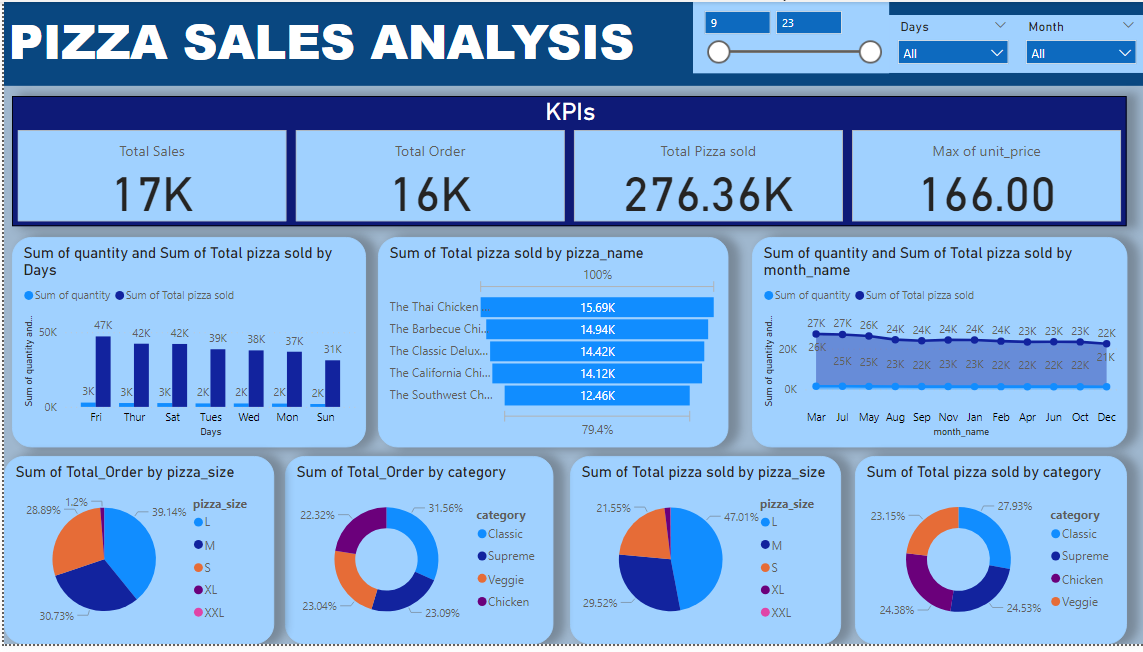 PIZZA SALES ANALYSIS
9 23
Days Month
All All
KPIs
Total Sales
17K
Total Order
16K
Total Pizza sold
276.36K
Max of unit_price
166.00
Sum of quantity and Sum of Total pizza sold by
Days
Sum of quantity Sum of Total pizza sold
Sum of quantity and...
50K
0K
47K 42K 42K 39K 38K 37K 31K
3K 3K 3K 2K 2K 2K 2K
Fri Thur Sat Tues Wed Mon Sun
Days
Sum of Total pizza sold by pizza_name
100%
The Thai Chicken ... 15.69K
The Barbecue Chi... 14.94K
The Classic Delux... 14.42K
The California Chi... 14.12K
The Southwest Ch... 12.46K
79.4%
Sum of quantity and Sum of Total pizza sold by
month_name
Sum of quantity Sum of Total pizza sold
Sum of quantity and...
20K
0K
27K 27K 26K 24K 24K 24K 24K 24K 23K 23K 23K 22K
26K 25K 25K 23K 22K 23K 23K 22K 22K 22K 22K 21K
Mar Jul May Aug Sep Nov Jan Feb Apr Jun Oct Dec
month_name
Sum of Total_Order by pizza_size
39.14%
30.73%
28.89%
1.2%
pizza_size
L
M
S
XL
XXL
Sum of Total_Order by category
31.56%
23.09%
23.04%
22.32%
category
Classic
Supreme
Veggie
Chicken
Sum of Total pizza sold by pizza_size
47.01%
29.52%
21.55%
pizza_size
L
M
S
XL
XXL
Sum of Total pizza sold by category
27.93%
24.53%
24.38%
23.15%
category
Classic
Supreme
Chicken
Veggie